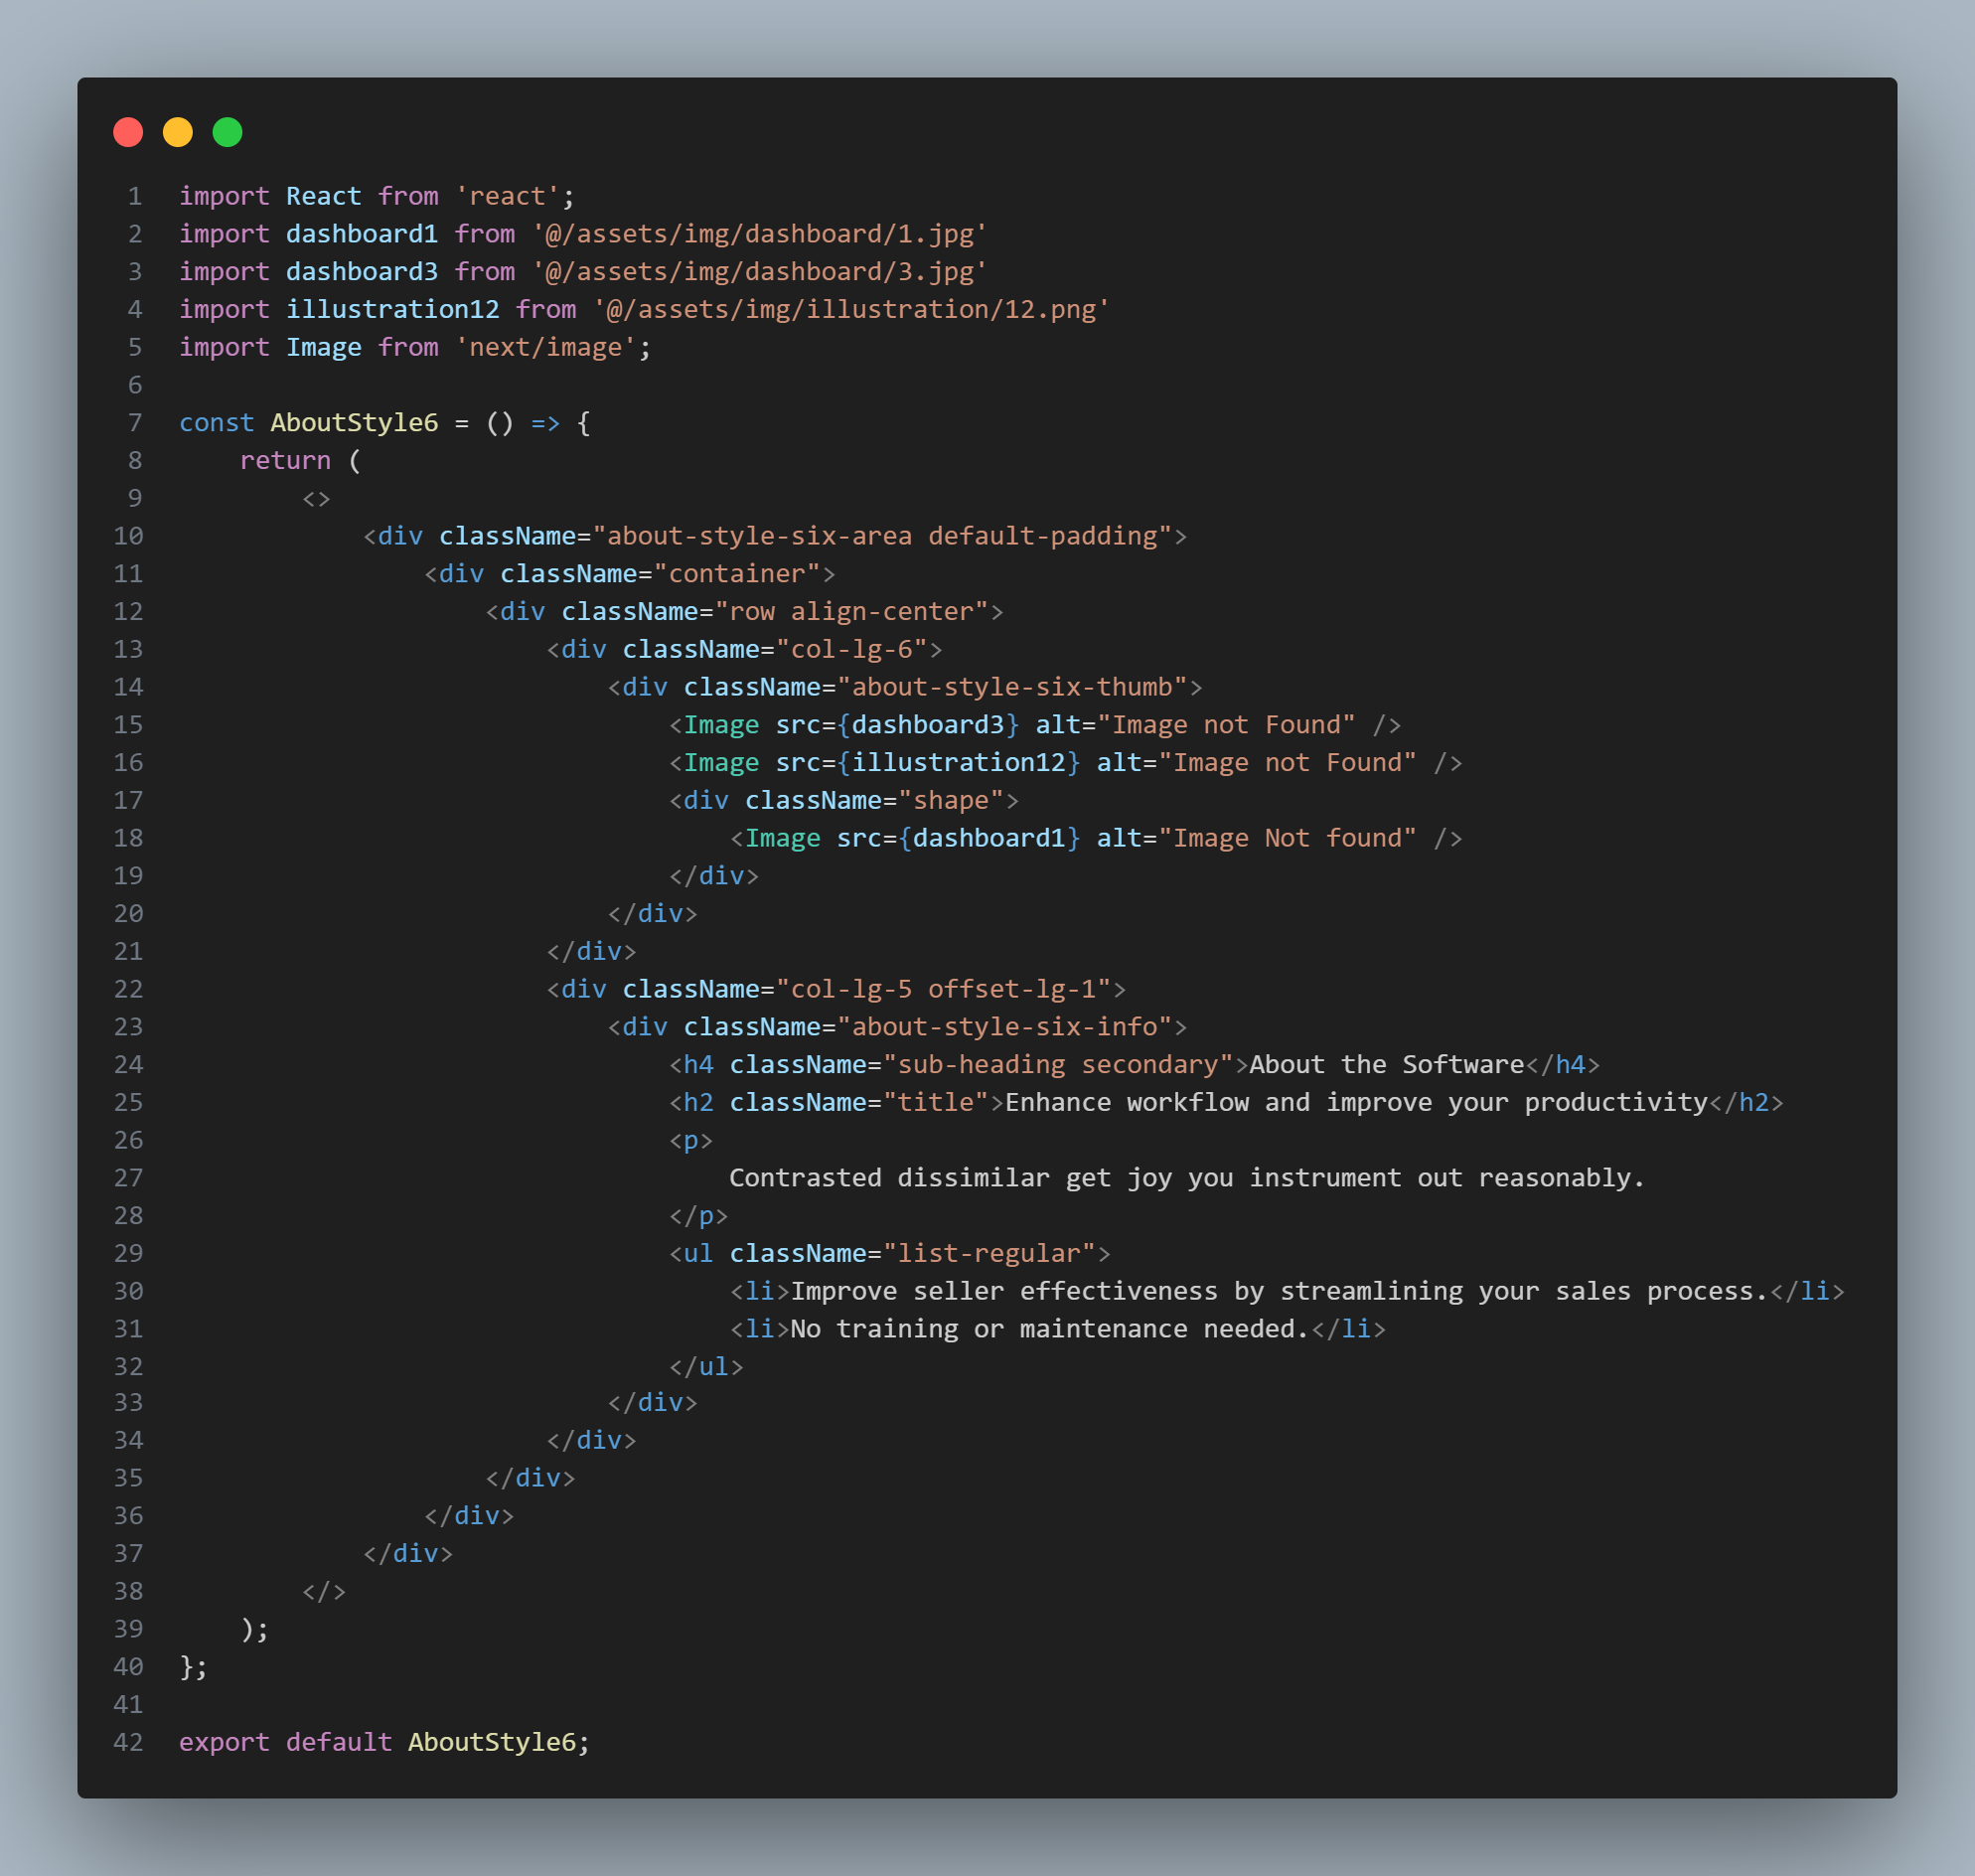 1 import React from 'react';
2 import dashboard1 from '@/assets/img/dashboard/1.jpg'
3 import dashboard3 from '@/assets/img/dashboard/3.jpg'
4 import illustration12 from '@/assets/img/illustration/12.png'
5 import Image from 'next/image';
6
7 const AboutStyle6 = () => {
8     return (
9         <>
10             <div className="about-style-six-area default-padding">
11                 <div className="container">
12                     <div className="row align-center">
13                         <div className="col-lg-6">
14                             <div className="about-style-six-thumb">
15                                 <Image src={dashboard3} alt="Image not Found" />
16                                 <Image src={illustration12} alt="Image not Found" />
17                                 <div className="shape">
18                                     <Image src={dashboard1} alt="Image Not found" />
19                                 </div>
20                             </div>
21                         </div>
22                         <div className="col-lg-5 offset-lg-1">
23                             <div className="about-style-six-info">
24                                 <h4 className="sub-heading secondary">About the Software</h4>
25                                 <h2 className="title">Enhance workflow and improve your productivity</h2>
26                                 <p>
27                                     Contrasted dissimilar get joy you instrument out reasonably.
28                                 </p>
29                                 <ul className="list-regular">
30                                     <li>Improve seller effectiveness by streamlining your sales process.</li>
31                                     <li>No training or maintenance needed.</li>
32                                 </ul>
33                             </div>
34                         </div>
35                     </div>
36                 </div>
37             </div>
38         </>
39     );
40 };
41
42 export default AboutStyle6;